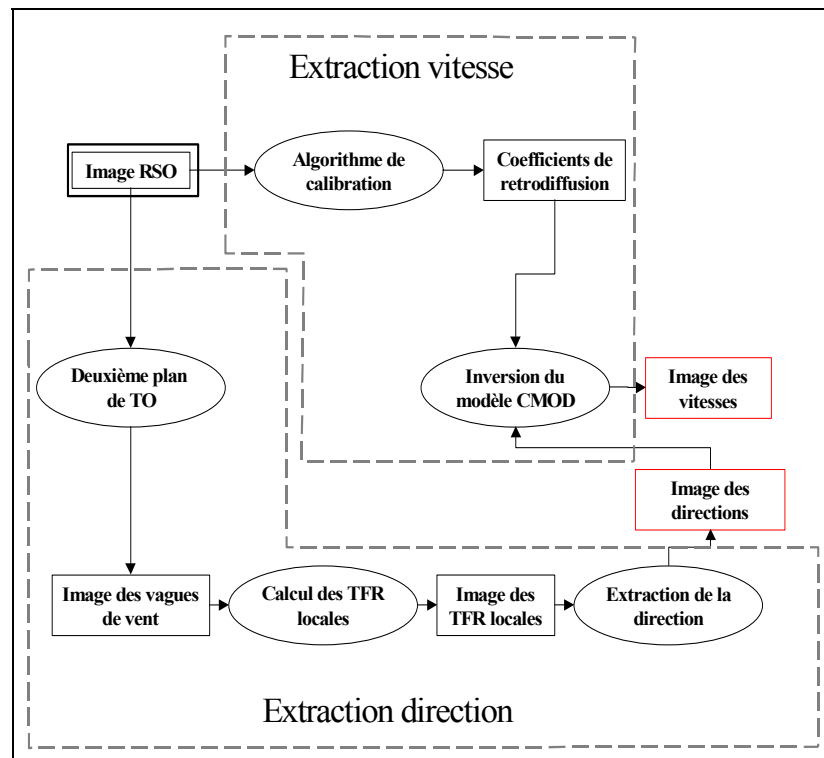 Extraction vitesse
Image RSO
Algorithme de
calibration
Coefficients de
retrodiffusion
Deuxième plan
de TO
Inversion du
modèle CMOD
Image des
vitesses
Image des
directions
Image des vagues
de vent
Calcul des TFR
locales
Image des
TFR locales
Extraction de la
direction
Extraction direction